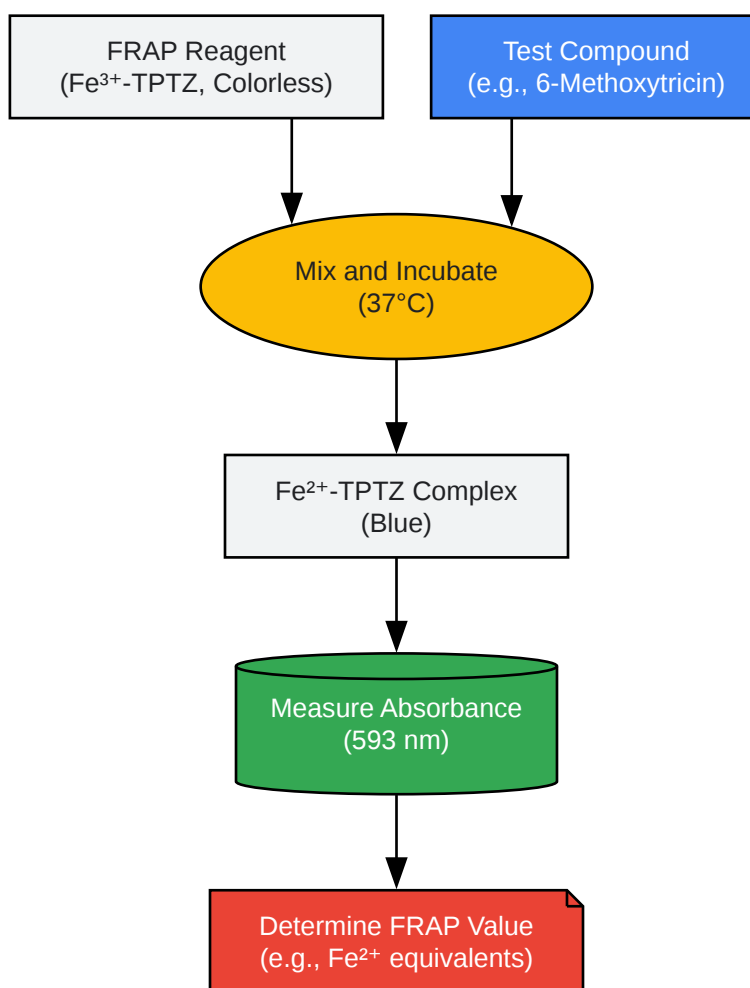 FRAP Reagent
(Fe³⁺-TPTZ, Colorless)
Test Compound
(e.g., 6-Methoxytricin)
Mix and Incubate
(37°C)
Fe²⁺-TPTZ Complex
(Blue)
Measure Absorbance
(593 nm)
Determine FRAP Value
(e.g., Fe²⁺ equivalents)